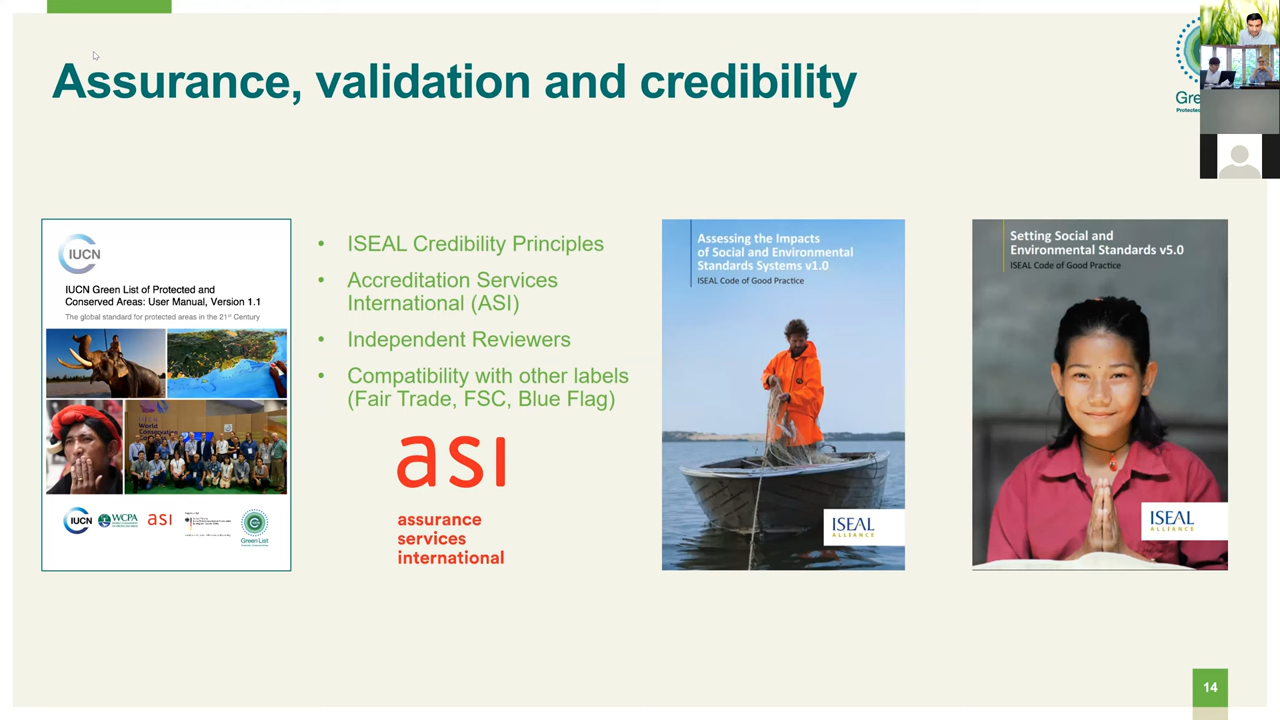 Assurance, validation and credibility
Gre
Protected
IUCN
IUCN Green List of Protected and
Conserved Areas: User Manual, Version 1.1
The global standard for protected areas in the 21st Century
World
IUCN
WCPA
asi
Green List
• ISEAL Credibility Principles
• Accreditation Services
International (ASI)
• Independent Reviewers
• Compatibility with other labels
(Fair Trade, FSC, Blue Flag)
asi
assurance
services
international
Assessing the Impacts
of Social and Environmental
Standards Systems v1.0
ISEAL Code of Good Practice
ISEAL
ALLIANCE
Setting Social and
Environmental Standards v5.0
ISEAL Code of Good Practice
ISEAL
ALLIANCE
14